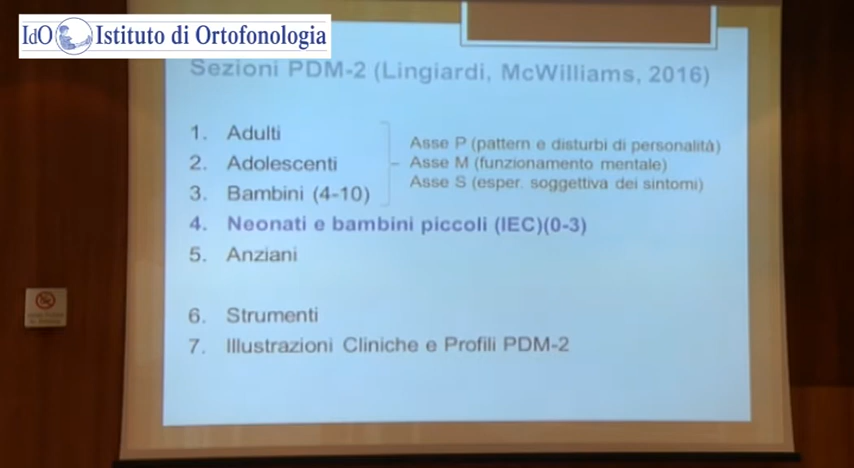 IdO Istituto di Ortofonologia
Sezioni PDM-2 (Lingiardi, McWilliams, 2016)
1. Adulti
2. Adolescenti
3. Bambini (4-10)
Asse P (pattern e disturbi di personalità)
Asse M (funzionamento mentale)
Asse S (esper. soggettiva dei sintomi)
4. Neonati e bambini piccoli (IEC)(0-3)
5. Anziani
6. Strumenti
7. Illustrazioni Cliniche e Profili PDM-2